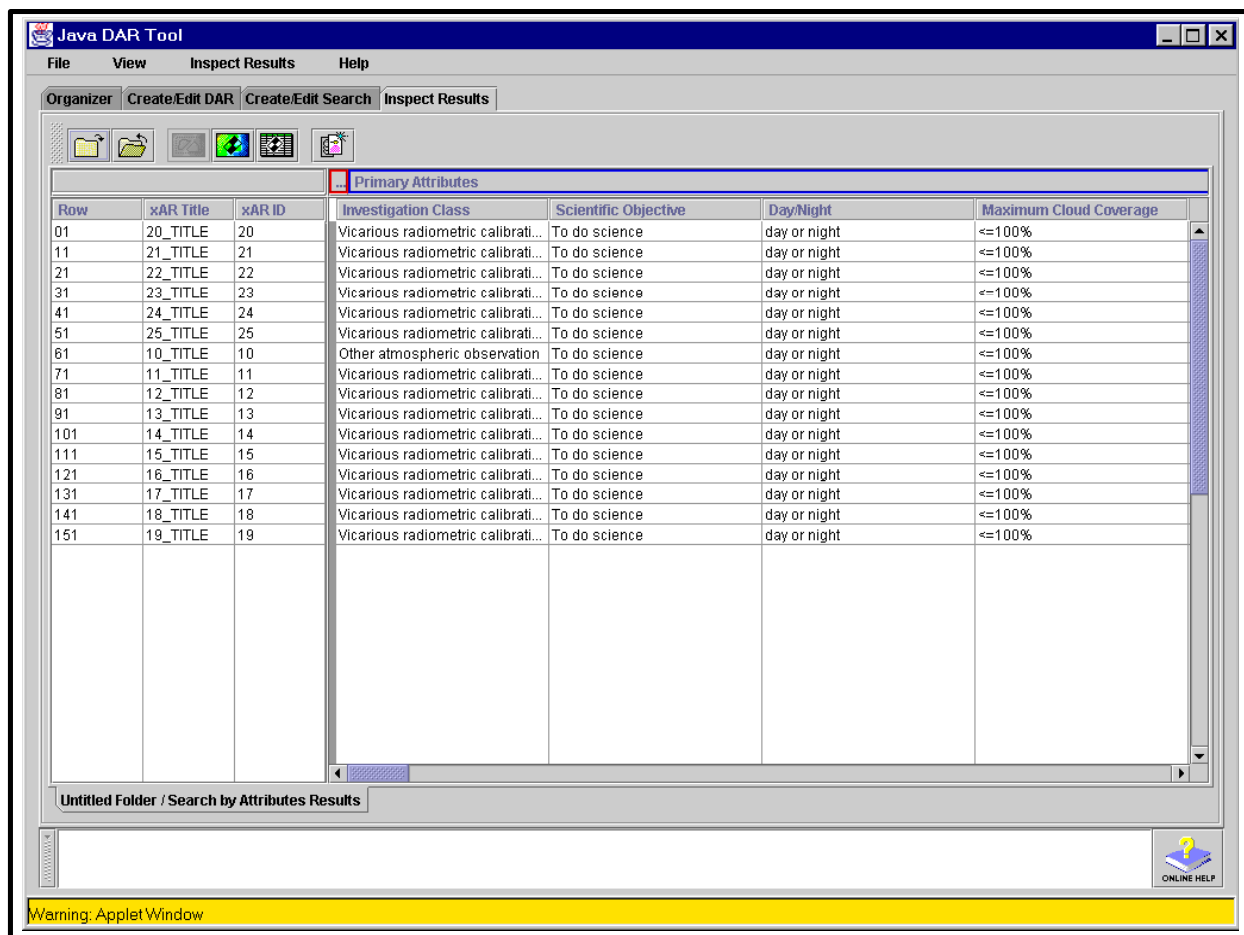 Java DAR Tool
File View Inspect Results Help
Organizer Create/Edit DAR Create/Edit Search Inspect Results
... Primary Attributes
Row xAR Title xAR ID Investigation Class Scientific Objective Day/Night Maximum Cloud Coverage
01 20_TITLE 20 Vicarious radiometric calibrati... To do science day or night <=100%
11 21_TITLE 21 Vicarious radiometric calibrati... To do science day or night <=100%
21 22_TITLE 22 Vicarious radiometric calibrati... To do science day or night <=100%
31 23_TITLE 23 Vicarious radiometric calibrati... To do science day or night <=100%
41 24_TITLE 24 Vicarious radiometric calibrati... To do science day or night <=100%
51 25_TITLE 25 Vicarious radiometric calibrati... To do science day or night <=100%
61 10_TITLE 10 Other atmospheric observation To do science day or night <=100%
71 11_TITLE 11 Vicarious radiometric calibrati... To do science day or night <=100%
81 12_TITLE 12 Vicarious radiometric calibrati... To do science day or night <=100%
91 13_TITLE 13 Vicarious radiometric calibrati... To do science day or night <=100%
101 14_TITLE 14 Vicarious radiometric calibrati... To do science day or night <=100%
111 15_TITLE 15 Vicarious radiometric calibrati... To do science day or night <=100%
121 16_TITLE 16 Vicarious radiometric calibrati... To do science day or night <=100%
131 17_TITLE 17 Vicarious radiometric calibrati... To do science day or night <=100%
141 18_TITLE 18 Vicarious radiometric calibrati... To do science day or night <=100%
151 19_TITLE 19 Vicarious radiometric calibrati... To do science day or night <=100%
Untitled Folder / Search by Attributes Results
ONLINE HELP
Warning: Applet Window